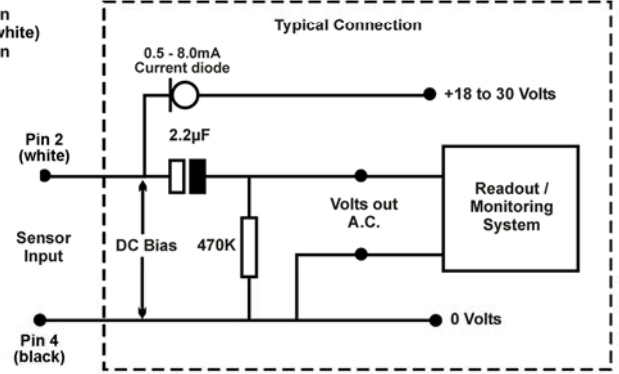 Typical Connection
white)
0.5 - 8.0mA
Current diode
+18 to 30 Volts
2.2µF
Pin 2
(white)
Readout /
Monitoring
System
Volts out
A.C.
Sensor
Input
DC Bias
470K
0 Volts
Pin 4
(black)